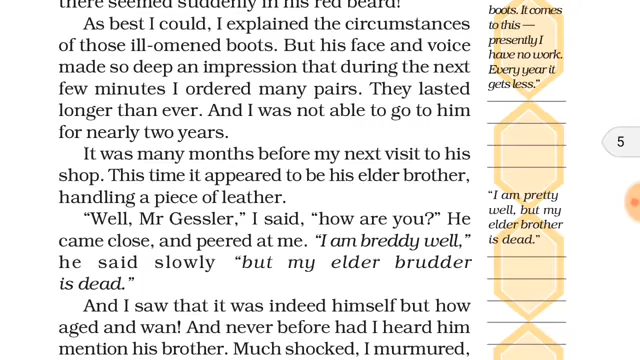 there seemed suddenly in his red beard!
As best I could, I explained the circumstances
of those ill-omened boots. But his face and voice
made so deep an impression that during the next
few minutes I ordered many pairs. They lasted
longer than ever. And I was not able to go to him
for nearly two years.
It was many months before my next visit to his
shop. This time it appeared to be his elder brother,
handling a piece of leather.
“Well, Mr Gessler,” I said, “how are you?” He
came close, and peered at me. “I am breddy well,”
he said slowly “but my elder brudder
is dead.”
And I saw that it was indeed himself but how
aged and wan! And never before had I heard him
mention his brother. Much shocked, I murmured,
boots. It comes
to this —
presently I
have no work.
Every year it
gets less.”
“I am pretty
well, but my
elder brother
is dead.”
5